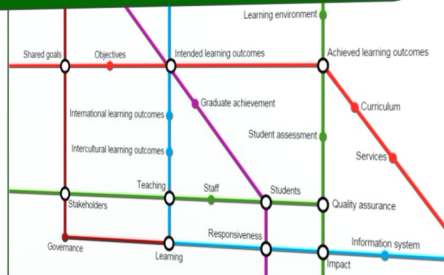 Learning environment
Shared goals
Objectives
Intended learning outcomes
Achieved learning outcomes
Graduate achievement
Curriculum
International learning outcomes
Student assessment
Intercultural learning outcomes
Services
Teaching
Staff
Students
Stakeholders
Quality assurance
Responsiveness
Governance
Learning
Information system
Impact